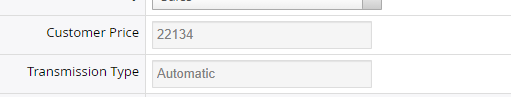 Customer Price 22134
Transmission Type Automatic